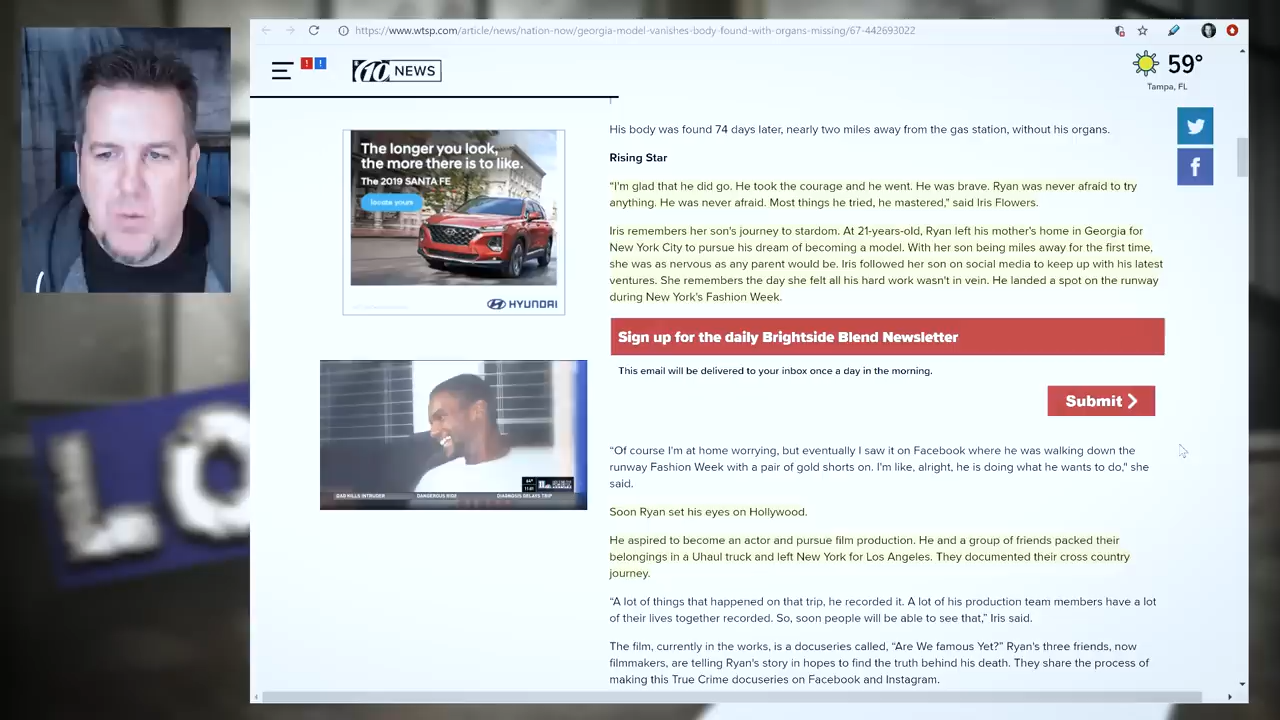 https://www.wtsp.com/article/news/nation-now/georgia-model-vanishes-body-found-with-organs-missing/67-442693022
10 NEWS
59°
Tampa, FL
His body was found 74 days later, nearly two miles away from the gas station, without his organs.
Rising Star
“I'm glad that he did go. He took the courage and he went. He was brave. Ryan was never afraid to try
anything. He was never afraid. Most things he tried, he mastered," said Iris Flowers.
Iris remembers her son's journey to stardom. At 21-years-old, Ryan left his mother's home in Georgia for
New York City to pursue his dream of becoming a model. With her son being miles away for the first time,
she was as nervous as any parent would be. Iris followed her son on social media to keep up with his latest
ventures. She remembers the day she felt all his hard work wasn't in vein. He landed a spot on the runway
during New York's Fashion Week.
The longer you look,
the more there is to like.
The 2019 SANTA FE
locate yours
HYUNDAI
Sign up for the daily Brightside Blend Newsletter
This email will be delivered to your inbox once a day in the morning.
Submit
“Of course I'm at home worrying, but eventually I saw it on Facebook where he was walking down the
runway Fashion Week with a pair of gold shorts on. I'm like, alright, he is doing what he wants to do," she
said.
Soon Ryan set his eyes on Hollywood.
He aspired to become an actor and pursue film production. He and a group of friends packed their
belongings in a Uhaul truck and left New York for Los Angeles. They documented their cross country
journey.
“A lot of things that happened on that trip, he recorded it. A lot of his production team members have a lot
of their lives together recorded. So, soon people will be able to see that,” Iris said.
The film, currently in the works, is a docuseries called, “Are We famous Yet?” Ryan's three friends, now
filmmakers, are telling Ryan's story in hopes to find the truth behind his death. They share the process of
making this True Crime docuseries on Facebook and Instagram.
DAD KILLS INTRUDER
DANGEROUS RIDE
DIAGNOSIS DELAYS TRIP
LO